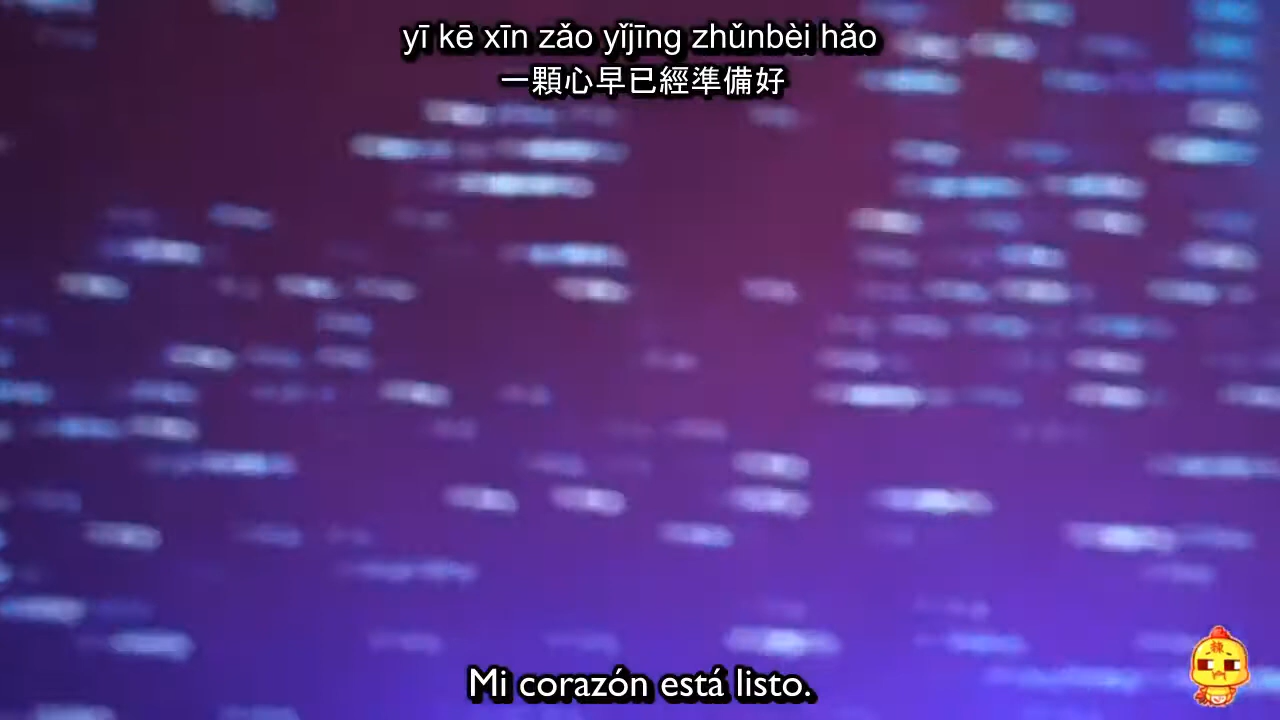 yī kē xīn zǎo yǐjīng zhǔnbèi hǎo
一顆心早已經準備好
Mi corazón está listo.